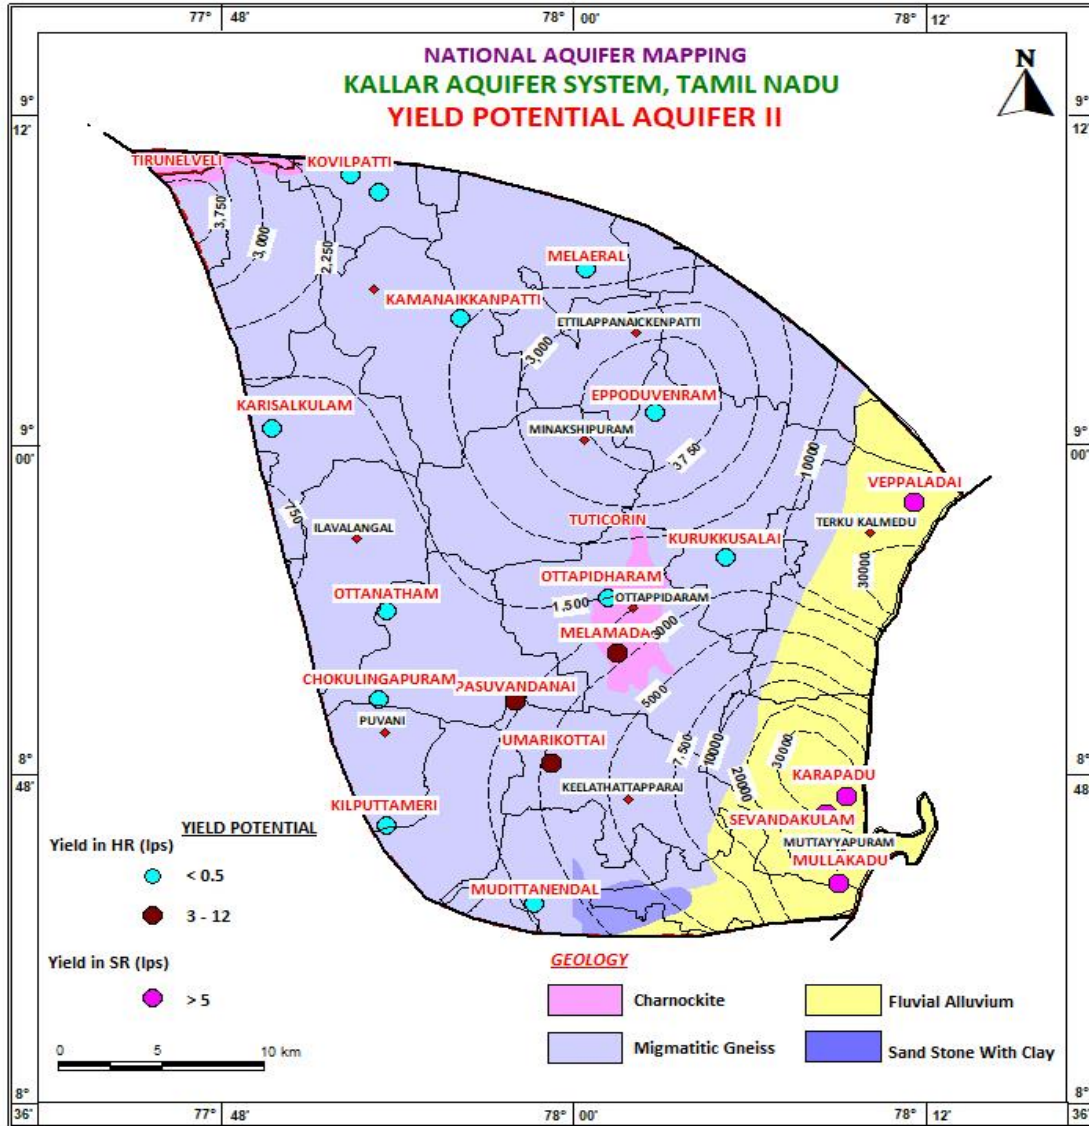 77° 48' 78° 00' 78° 12'
NATIONAL AQUIFER MAPPING
KALLAR AQUIFER SYSTEM, TAMIL NADU
YIELD POTENTIAL AQUIFER II
N
9° 12' 9° 12'
TIRUNELVELI KOVILPATTI
3,750 3,000 2,250
MELAERAL
KAMANAIKKANPATTI
ETTILAPPANAICKENPATTI
3,000
KARISALKULAM EPPODUVENRAM
MINAKSHIPURAM
9° 00' 9° 00'
3750 10000
VEPPALADAI
750 ILAVALANGAL TUTICORIN TERKU KALMEDU
KURUKKUSALAI
30000
OTTANATHAM OTTAPIDHARAM
1,500 OTTAPPIDARAM
MELAMADA 3000
CHOKULINGAPURAM PASUVANDANAI 5000
PUVANI UMARIKOTTAI 7,500 10000 30000
8° 48' 8° 48'
KEELATHATTAPPARAI 20000 KARAPADU
KILPUTTAMERI SEVANDAKULAM
MUTTAYYAPURAM
MULLAKADU
MUDITTANENDAL
YIELD POTENTIAL
Yield in HR (lps)
< 0.5
3 - 12
Yield in SR (lps)
> 5
GEOLOGY
Charnockite Fluvial Alluvium
Migmatitic Gneiss Sand Stone With Clay
0 5 10 km
8° 36' 8° 36'
77° 48' 78° 00' 78° 12'